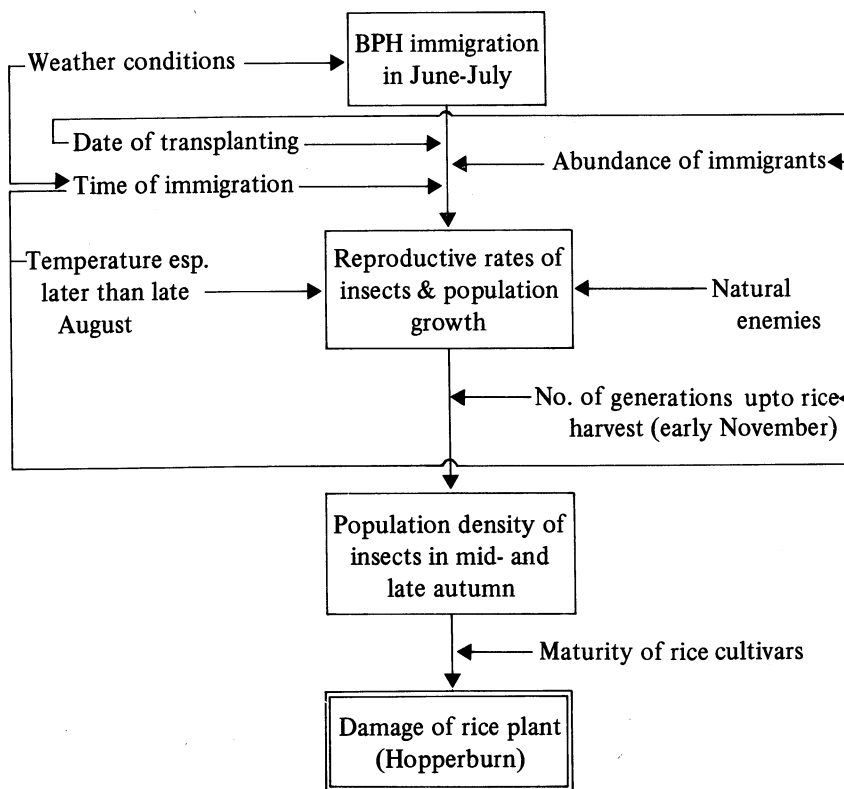 BPH immigration
in June-July
Weather conditions
Date of transplanting
Abundance of immigrants
Time of immigration
Temperature esp.
later than late
August
Reproductive rates of
insects & population
growth
Natural
enemies
No. of generations upto rice
harvest (early November)
Population density of
insects in mid- and
late autumn
Maturity of rice cultivars
Damage of rice plant
(Hopperburn)